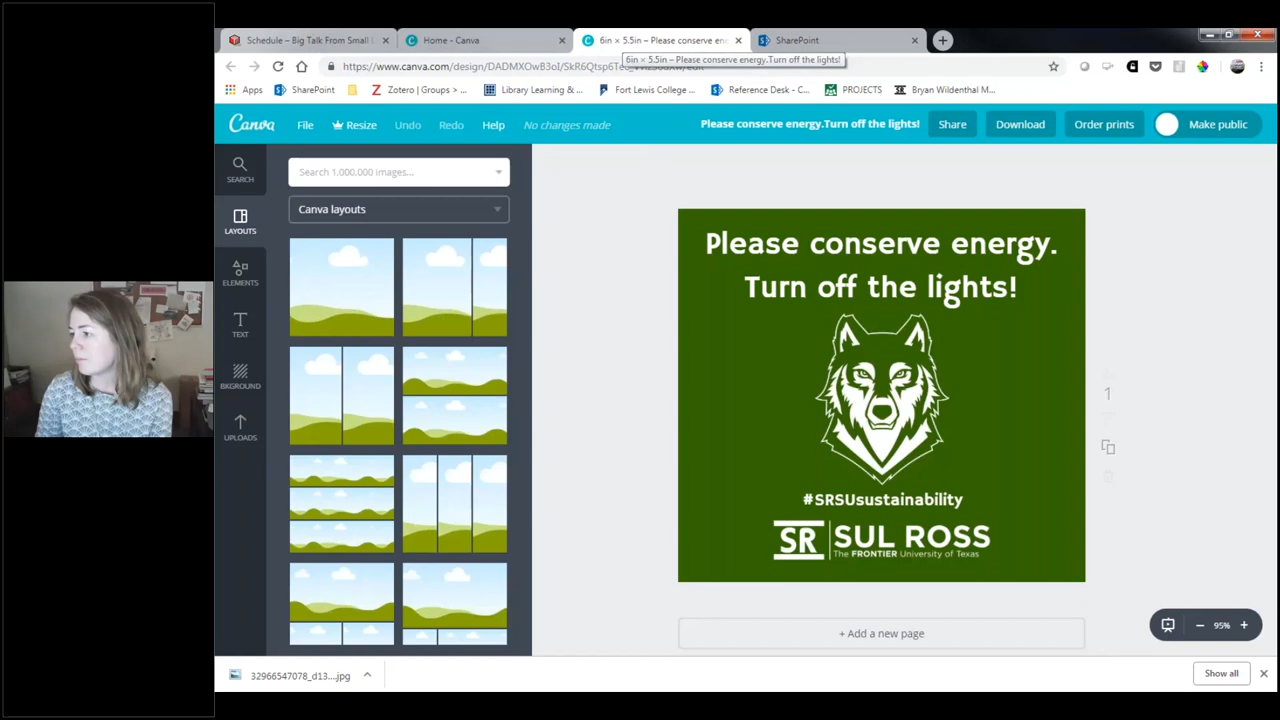 Schedule – Big Talk From Small L
Home - Canva
6in × 5.5in – Please conserve ene
SharePoint
6in × 5.5in – Please conserve energy.Turn off the lights!
https://www.canva.com/design/
Apps
SharePoint
Zotero | Groups > ...
Library Learning & ...
Fort Lewis College ...
Reference Desk - C...
PROJECTS
Bryan Wildenthal M...
Canva
File
Resize
Undo
Redo
Help
No changes made
Please conserve energy.Turn off the lights!
Share
Download
Order prints
Make public
SEARCH
Search 1,000,000 images...
LAYOUTS
Canva layouts
ELEMENTS
TEXT
BKGROUND
UPLOADS
Please conserve energy.
Turn off the lights!
#SRSUsustainability
SR SUL ROSS
The FRONTIER University of Texas
1
+ Add a new page
95%
32966547078_d13....jpg
Show all